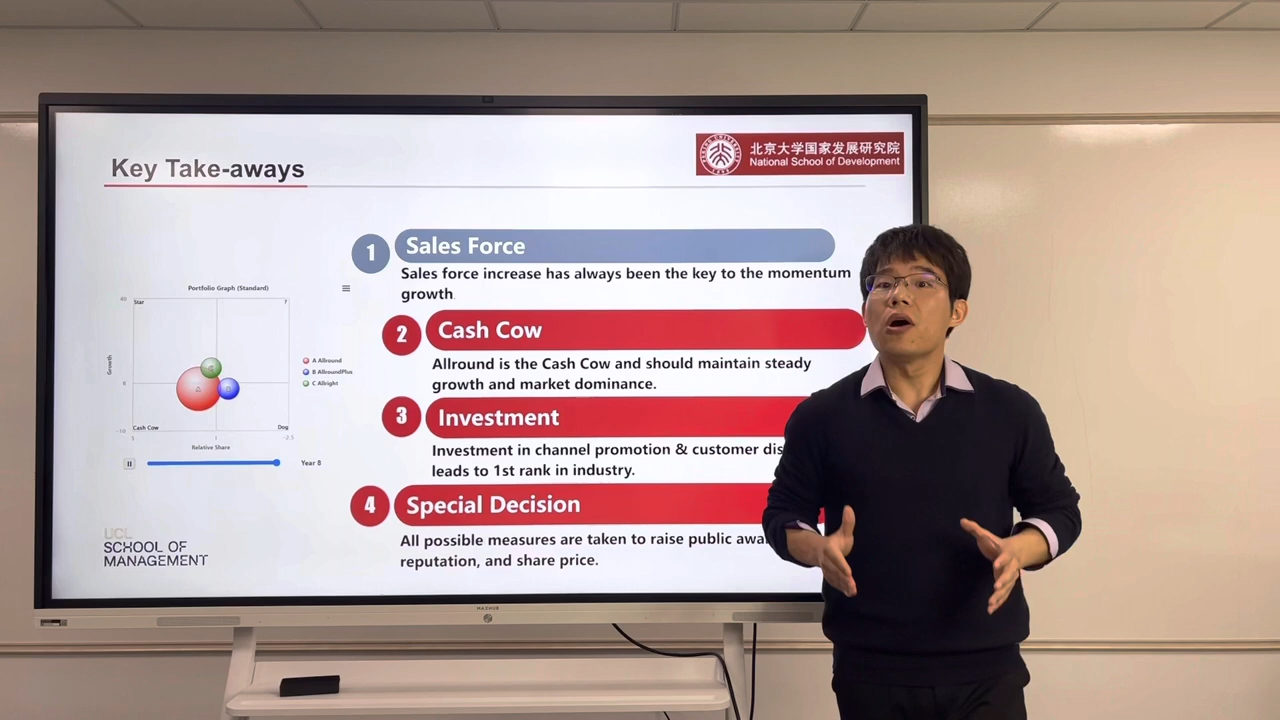 Key Take-aways
北京大学国家发展研究院
National School of Development
1
Sales Force
Sales force increase has always been the key to the momentum
growth
2
Cash Cow
Allround is the Cash Cow and should maintain steady
growth and market dominance.
3
Investment
Investment in channel promotion & customer
leads to 1st rank in industry.
4
Special Decision
All possible measures are taken to raise public
reputation, and share price.
Portfolio Graph (Standard)
Star
?
Growth
A Allround
B AllroundPlus
C Allright
Cash Cow
Dog
-10
5
1
Relative Share
Year 8
UCL
SCHOOL OF
MANAGEMENT
MAXHUB